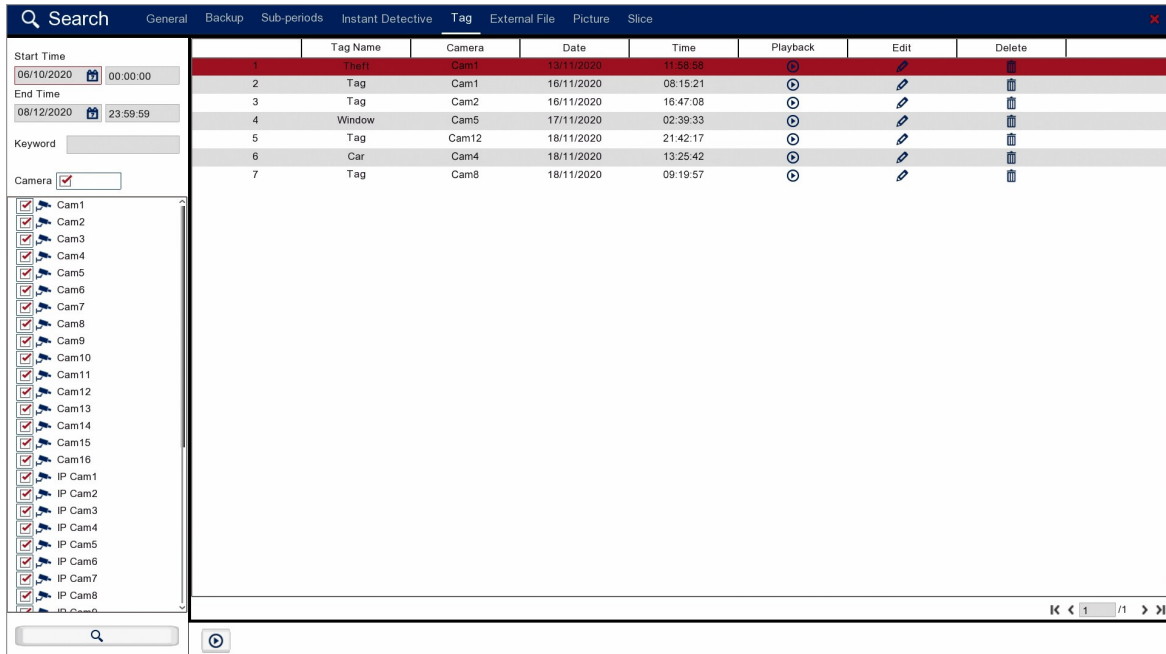 Search General Backup Sub-periods Instant Detective Tag External File Picture Slice
Start Time
06/10/2020 00:00:00
End Time
08/12/2020 23:59:59
Keyword
Camera
Cam1
Cam2
Cam3
Cam4
Cam5
Cam6
Cam7
Cam8
Cam9
Cam10
Cam11
Cam12
Cam13
Cam14
Cam15
Cam16
IP Cam1
IP Cam2
IP Cam3
IP Cam4
IP Cam5
IP Cam6
IP Cam7
IP Cam8
Tag Name Camera Date Time Playback Edit Delete
1 Theft Cam1 13/11/2020 11:58:58
2 Tag Cam1 16/11/2020 08:15:21
3 Tag Cam2 16/11/2020 16:47:08
4 Window Cam5 17/11/2020 02:39:33
5 Tag Cam12 18/11/2020 21:42:17
6 Car Cam4 18/11/2020 13:25:42
7 Tag Cam8 18/11/2020 09:19:57
1 /1